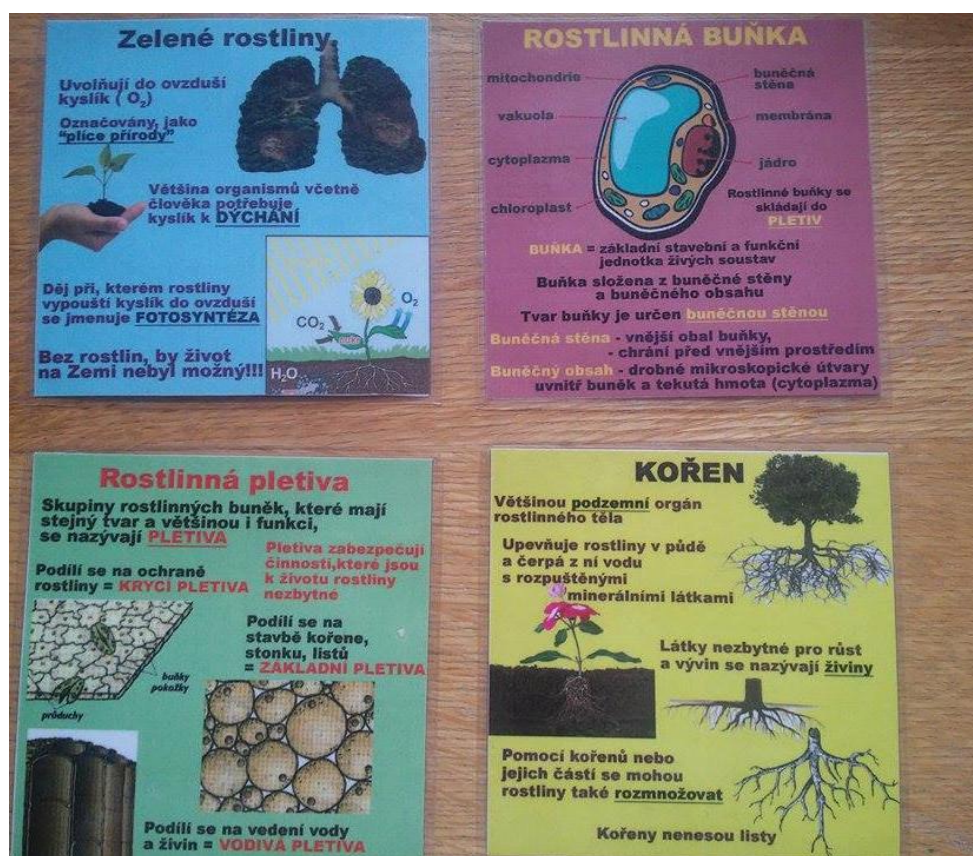 Zelené rostliny
Uvolňují do ovzduší
kyslík ( O₂)
Označovány, jako
"plíce přírody"
Většina organismů včetně
člověka potřebuje
kyslík k DÝCHÁNÍ
Děj při, kterém rostliny
vypouští kyslík do ovzduší
se jmenuje FOTOSYNTÉZA
Bez rostlin, by život
na Zemi nebyl možný!!!
O₂
CO₂
cukr
H₂O
ROSTLINNÁ BUŇKA
mitochondrie
vakuola
cytoplazma
chloroplast
buněčná
stěna
membrána
jádro
Rostlinné buňky se
skládají do
PLETIV
BUŇKA = základní stavební a funkční
jednotka živých soustav
Buňka složena z buněčné stěny
a buněčného obsahu
Tvar buňky je určen buněčnou stěnou
Buněčná stěna - vnější obal buňky,
- chrání před vnějším prostředím
Buněčný obsah - drobné mikroskopické útvary
uvnitř buněk a tekutá hmota (cytoplazma)
Rostlinná pletiva
Skupiny rostlinných buněk, které mají
stejný tvar a většinou i funkci,
se nazývají PLETIVA
Pletiva zabezpečují
činnosti,které jsou
k životu rostliny
nezbytné
Podílí se na ochraně
rostliny = KRYCÍ PLETIVA
Podílí se na
stavbě kořene,
stonku, listů
= ZÁKLADNÍ PLETIVA
buňky
pokožky
průduchy
Podílí se na vedení vody
a živin = VODIVÁ PLETIVA
KOŘEN
Většinou podzemní orgán
rostlinného těla
Upevňuje rostliny v půdě
a čerpá z ní vodu
s rozpuštěnými
minerálními látkami
Látky nezbytné pro růst
a vývin se nazývají živiny
Pomocí kořenů nebo
jejich částí se mohou
rostliny také rozmnožovat
Kořeny nenesou listy